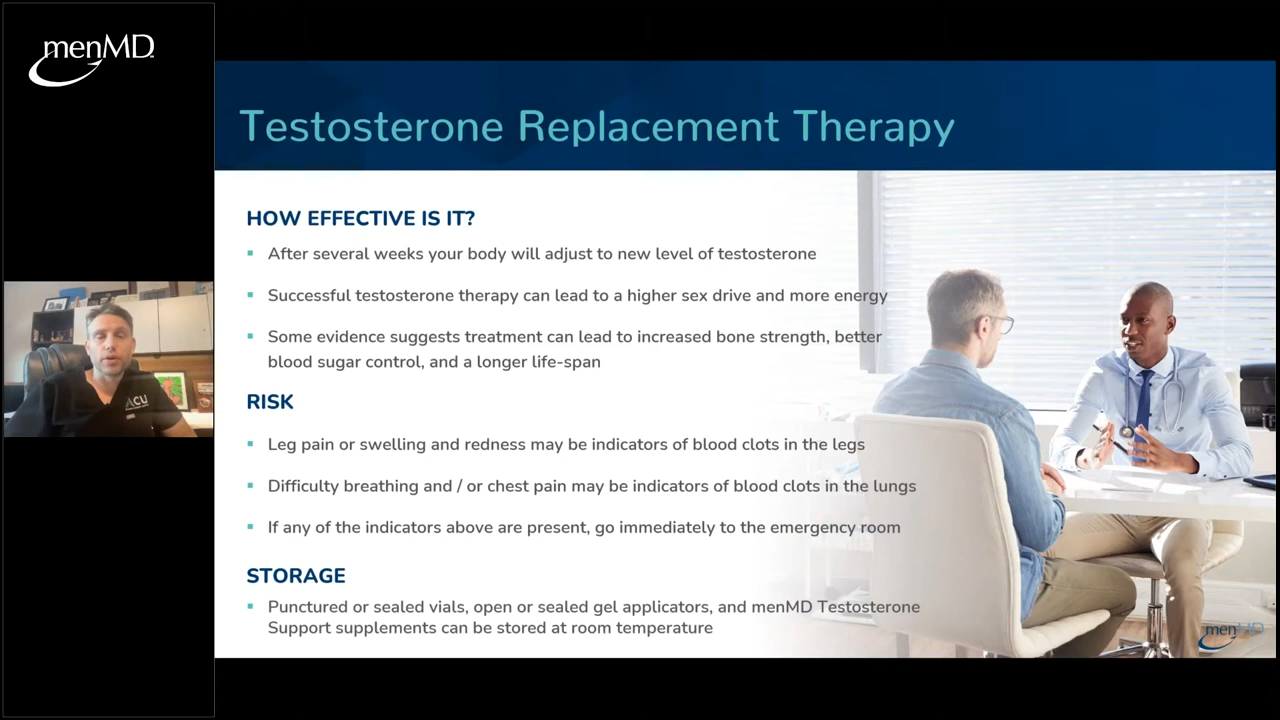 menMD
Testosterone Replacement Therapy
HOW EFFECTIVE IS IT?
▪ After several weeks your body will adjust to new level of testosterone
▪ Successful testosterone therapy can lead to a higher sex drive and more energy
▪ Some evidence suggests treatment can lead to increased bone strength, better
blood sugar control, and a longer life-span
RISK
▪ Leg pain or swelling and redness may be indicators of blood clots in the legs
▪ Difficulty breathing and / or chest pain may be indicators of blood clots in the lungs
▪ If any of the indicators above are present, go immediately to the emergency room
STORAGE
▪ Punctured or sealed vials, open or sealed gel applicators, and menMD Testosterone
Support supplements can be stored at room temperature
ACU
menMD